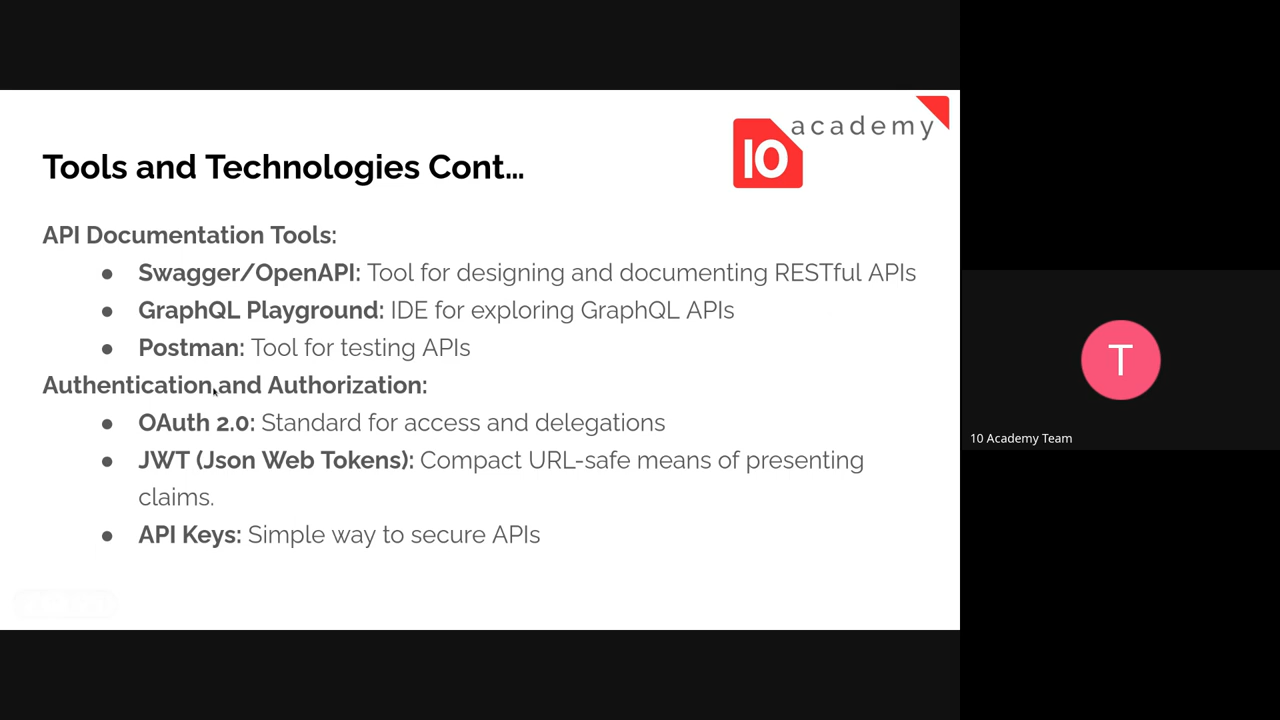 academy
10
Tools and Technologies Cont...
API Documentation Tools:
● Swagger/OpenAPI: Tool for designing and documenting RESTful APIs
● GraphQL Playground: IDE for exploring GraphQL APIs
● Postman: Tool for testing APIs
Authentication and Authorization:
● OAuth 2.0: Standard for access and delegations
● JWT (Json Web Tokens): Compact URL-safe means of presenting
claims.
● API Keys: Simple way to secure APIs
T
10 Academy Team